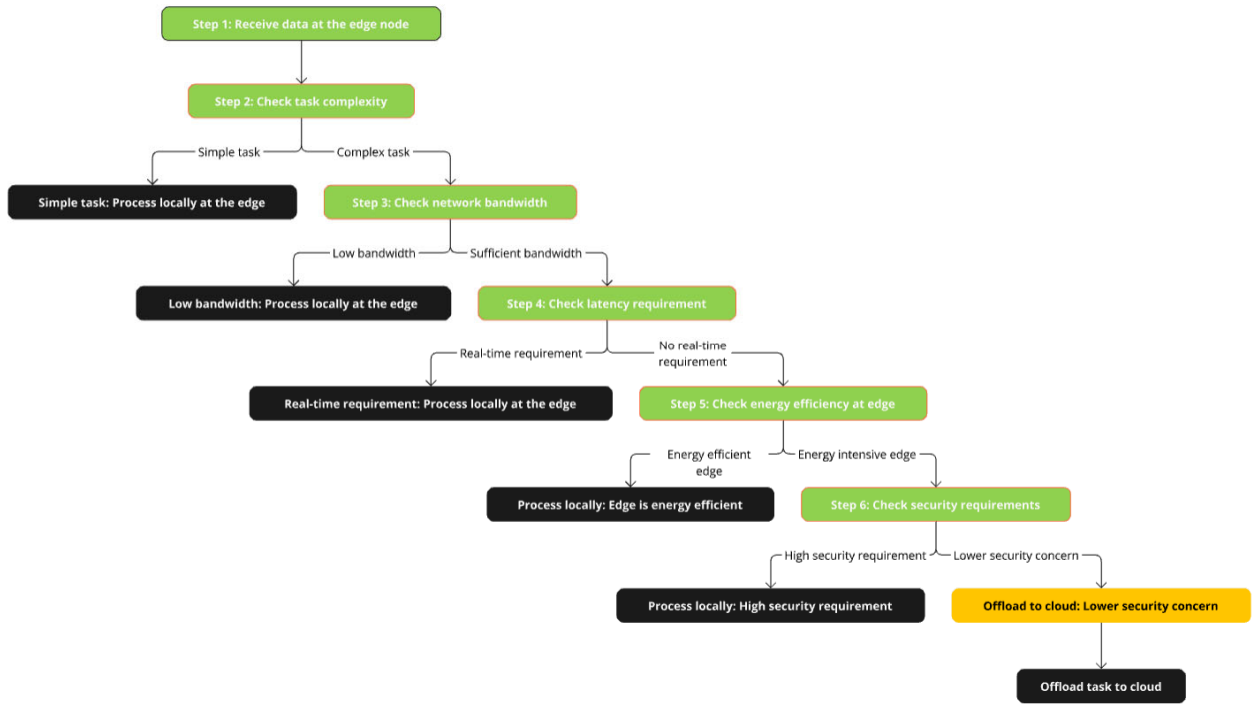 Step 1: Receive data at the edge node
Step 2: Check task complexity
Simple task
Complex task
Simple task: Process locally at the edge
Step 3: Check network bandwidth
Low bandwidth
Sufficient bandwidth
Low bandwidth: Process locally at the edge
Step 4: Check latency requirement
Real-time requirement
No real-time
requirement
Real-time requirement: Process locally at the edge
Step 5: Check energy efficiency at edge
Energy efficient
edge
Energy intensive edge
Process locally: Edge is energy efficient
Step 6: Check security requirements
High security requirement
Lower security concern
Process locally: High security requirement
Offload to cloud: Lower security concern
Offload task to cloud